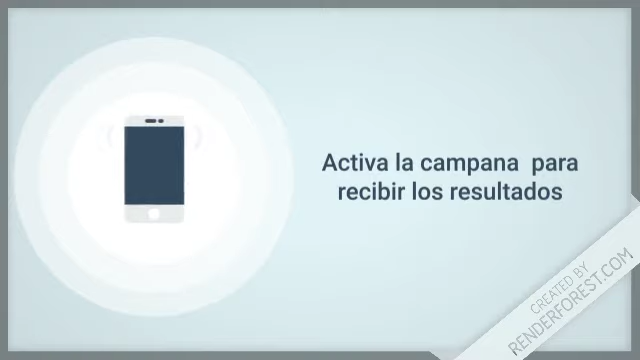 Activa la campana  para
recibir los resultados
CREATED BY
RENDERFOREST.COM